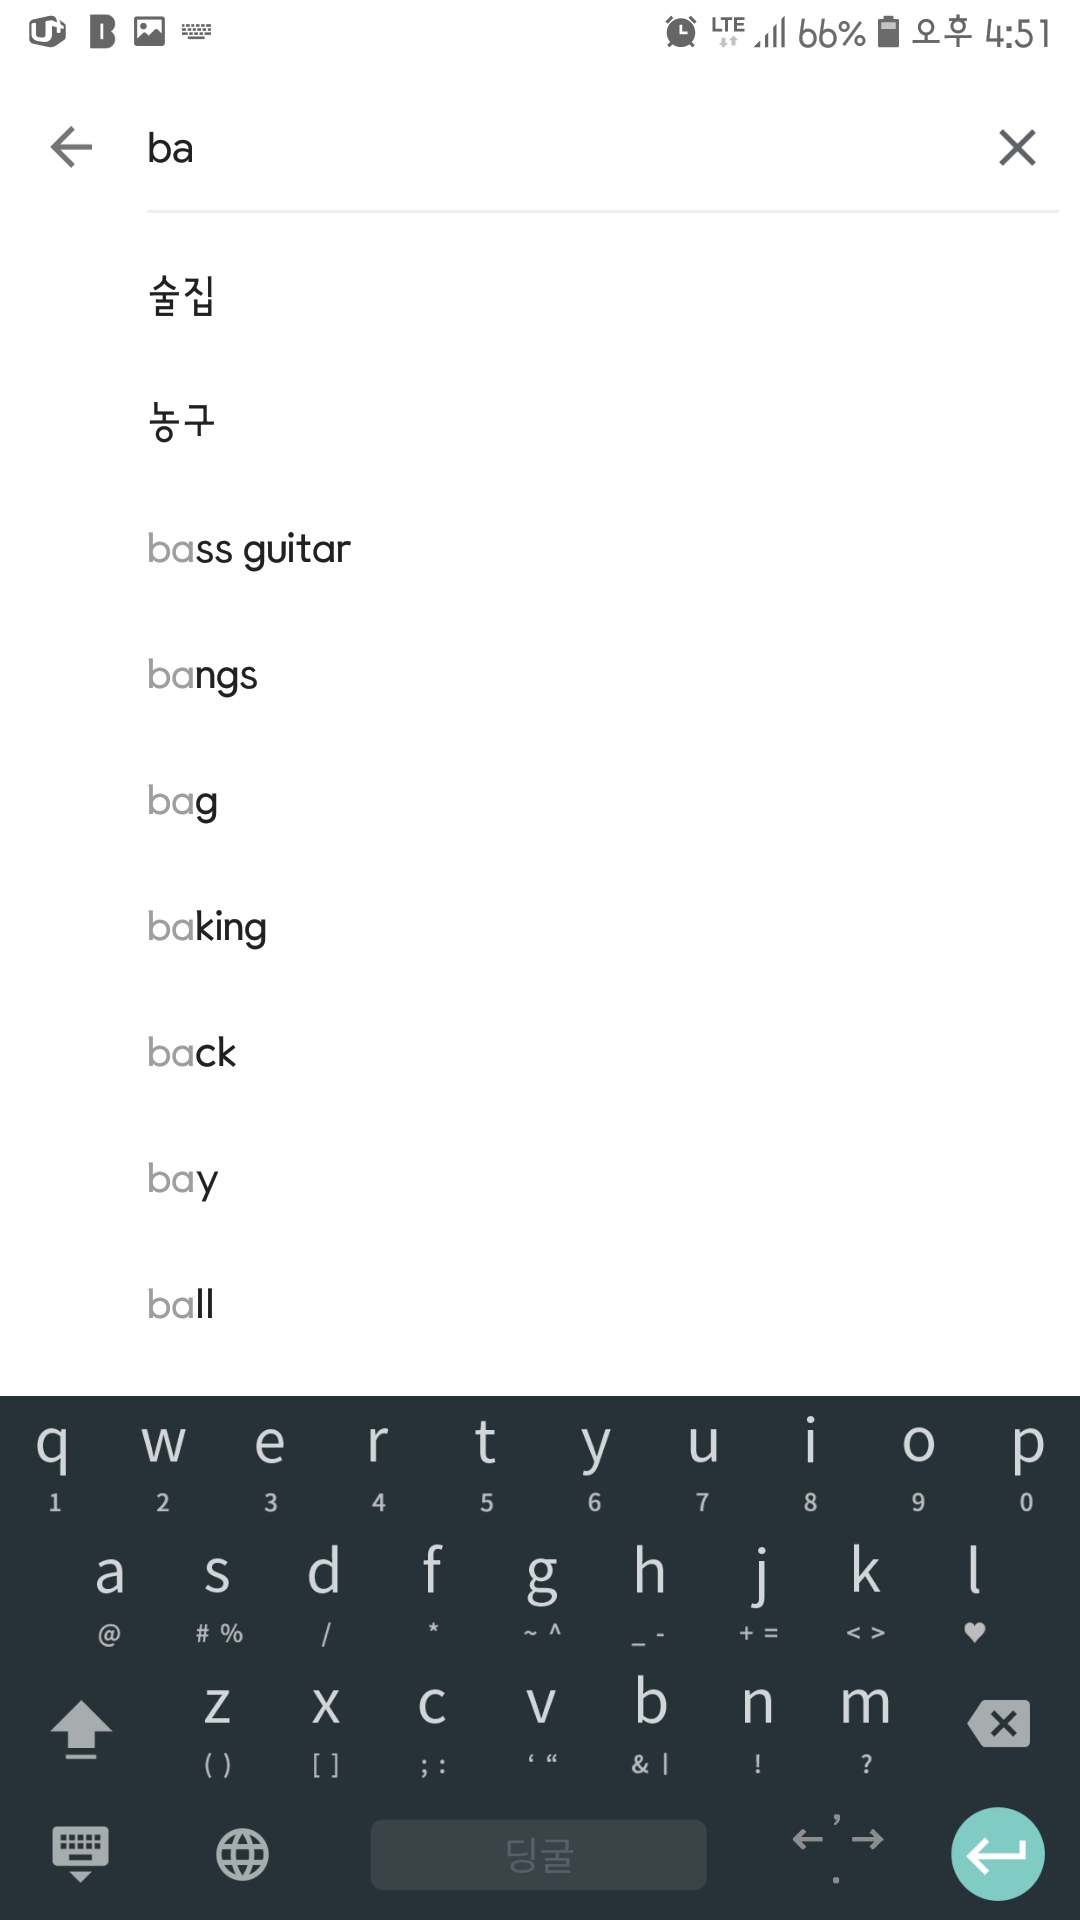 U+ B LTE 66% 오후 4:51
ba
술집
농구
bass guitar
bangs
bag
baking
back
bay
ball
q w e r t y u i o p
1 2 3 4 5 6 7 8 9 0
a s d f g h j k l
@ # % / * ~ ^ _ - + = < > ♥
z x c v b n m
( ) [ ] ; : ‘ “ & | ! ?
딩굴 ← , → .